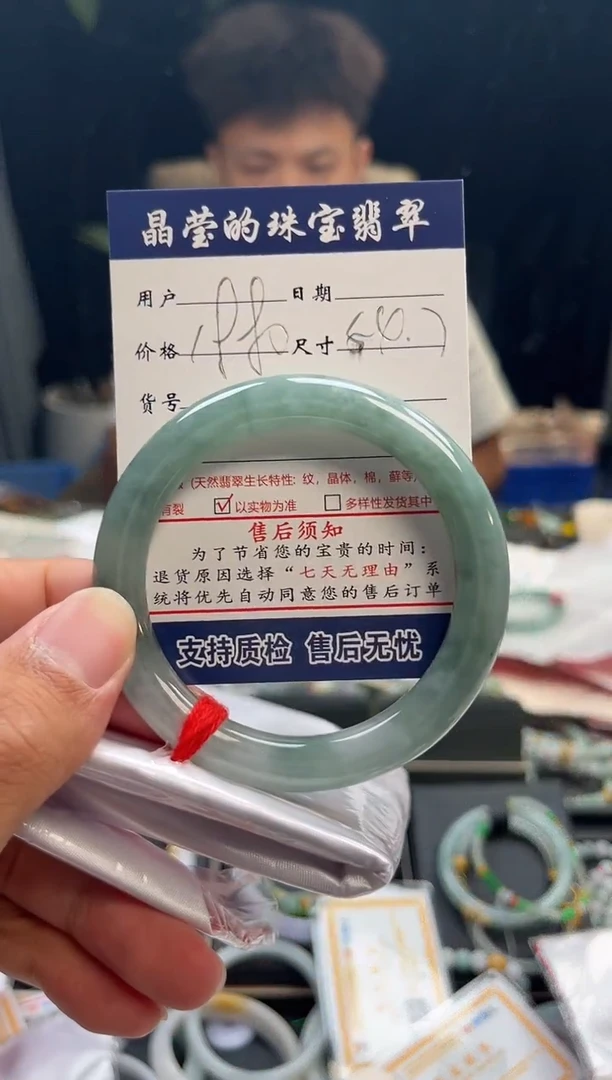 晶莹的珠宝翡翠
用户 日期
价格 尺寸
货号
(天然翡翠生长特性: 纹, 晶体, 棉, 藓等,
☑以实物为准 ☐多样性发货其中
售后须知
为了节省您的宝贵的时间:
退货原因选择“七天无理由”系
统将优先自动同意您的售后订单
支持质检 售后无忧